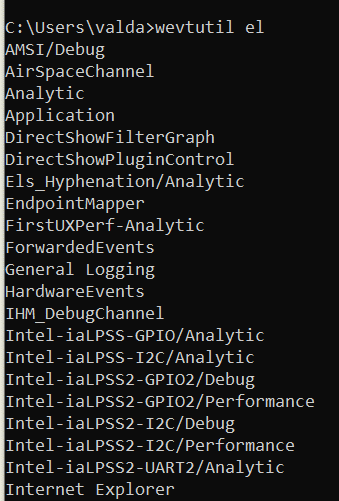 C:\Users\valda>wevtutil el
AMSI/Debug
AirSpaceChannel
Analytic
Application
DirectShowFilterGraph
DirectShowPluginControl
Els_Hyphenation/Analytic
EndpointMapper
FirstUXPerf-Analytic
ForwardedEvents
General Logging
HardwareEvents
IHM_DebugChannel
Intel-iaLPSS-GPIO/Analytic
Intel-iaLPSS-I2C/Analytic
Intel-iaLPSS2-GPIO2/Debug
Intel-iaLPSS2-GPIO2/Performance
Intel-iaLPSS2-I2C/Debug
Intel-iaLPSS2-I2C/Performance
Intel-iaLPSS2-UART2/Analytic
Internet Explorer